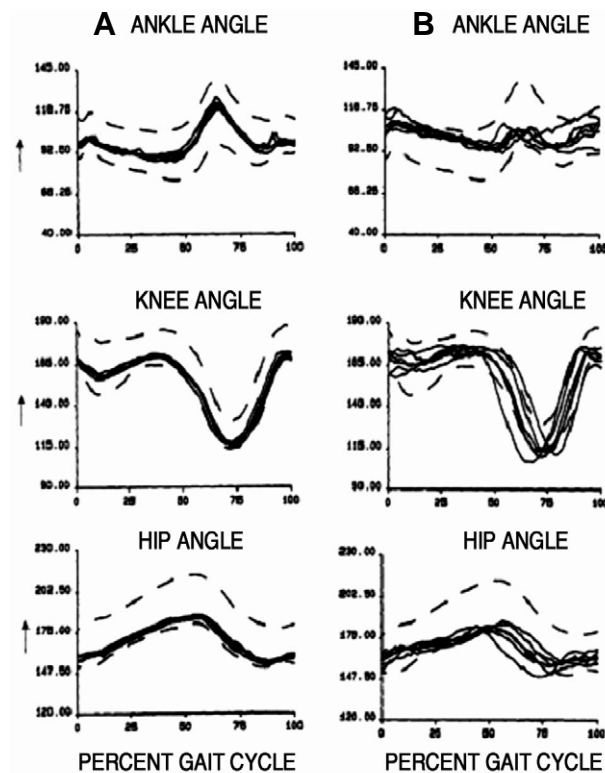 A ANKLE ANGLE
145.00
118.75
92.50
66.25
40.00
0 25 50 75 100
KNEE ANGLE
190.00
165.00
140.00
115.00
90.00
0 25 50 75 100
HIP ANGLE
230.00
202.50
175.00
147.50
120.00
0 25 50 75 100
PERCENT GAIT CYCLE
B ANKLE ANGLE
145.00
118.75
92.50
66.25
40.00
0 25 50 75 100
KNEE ANGLE
190.00
165.00
140.00
115.00
90.00
0 25 50 75 100
HIP ANGLE
230.00
202.50
175.00
147.50
120.00
0 25 50 75 100
PERCENT GAIT CYCLE